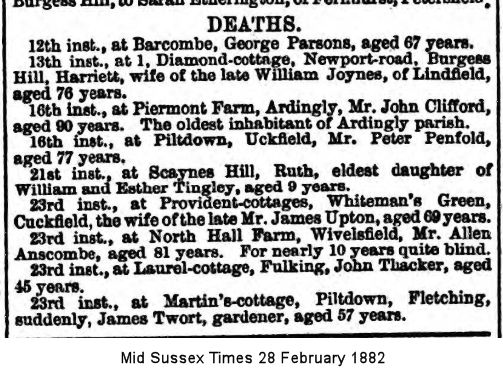 Burgess Hill, to Sarah Etherington, of Fernhurst, Petersfield.
DEATHS.
12th inst., at Barcombe, George Parsons, aged 67 years.
13th inst., at 1, Diamond-cottage, Newport-road, Burgess
Hill, Harriett, wife of the late William Joynes, of Lindfield,
aged 76 years.
16th inst., at Piermont Farm, Ardingly, Mr. John Clifford,
aged 90 years. The oldest inhabitant of Ardingly parish.
16th inst., at Piltdown, Uckfield, Mr. Peter Penfold,
aged 77 years.
21st inst., at Scaynes Hill, Ruth, eldest daughter of
William and Esther Tingley, aged 9 years.
23rd inst., at Provident-cottages, Whiteman's Green,
Cuckfield, the wife of the late Mr. James Upton, aged 69 years.
23rd inst., at North Hall Farm, Wivelsfield, Mr. Allen
Anscombe, aged 81 years. For nearly 10 years quite blind.
23rd inst., at Laurel-cottage, Fulking, John Thacker, aged
45 years.
23rd inst., at Martin's-cottage, Piltdown, Fletching,
suddenly, James Twort, gardener, aged 57 years.
Mid Sussex Times 28 February 1882